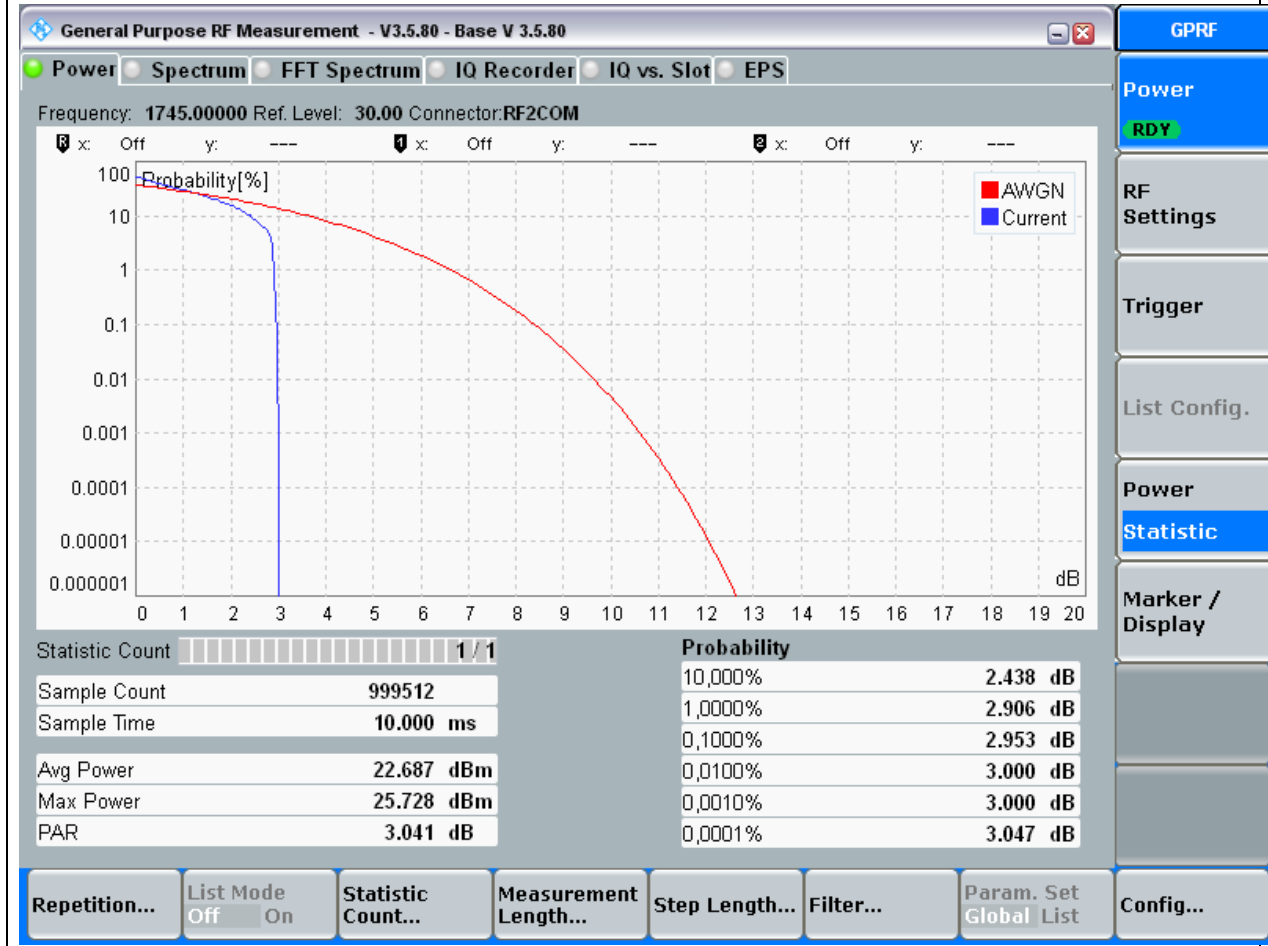 General Purpose RF Measurement - V3.5.80 - Base V 3.5.80
GPRF
Power Spectrum FFT Spectrum IQ Recorder IQ vs. Slot EPS
Frequency: 1745.00000 Ref. Level: 30.00 Connector:RF2COM
R x: Off y: --- 1 x: Off y: --- 2 x: Off y: ---
Probability[%]
AWGN
Current
100
10
1
0.1
0.01
0.001
0.0001
0.00001
0.000001
dB
0 1 2 3 4 5 6 7 8 9 10 11 12 13 14 15 16 17 18 19 20
Statistic Count 1 / 1
Sample Count 999512
Sample Time 10.000 ms
Avg Power 22.687 dBm
Max Power 25.728 dBm
PAR 3.041 dB
Probability
10,000% 2.438 dB
1,0000% 2.906 dB
0,1000% 2.953 dB
0,0100% 3.000 dB
0,0010% 3.000 dB
0,0001% 3.047 dB
Power
RDY
RF
Settings
Trigger
List Config.
Power
Statistic
Marker /
Display
Repetition...
List Mode
Off On
Statistic
Count...
Measurement
Length...
Step Length...
Filter...
Param. Set
Global List
Config...